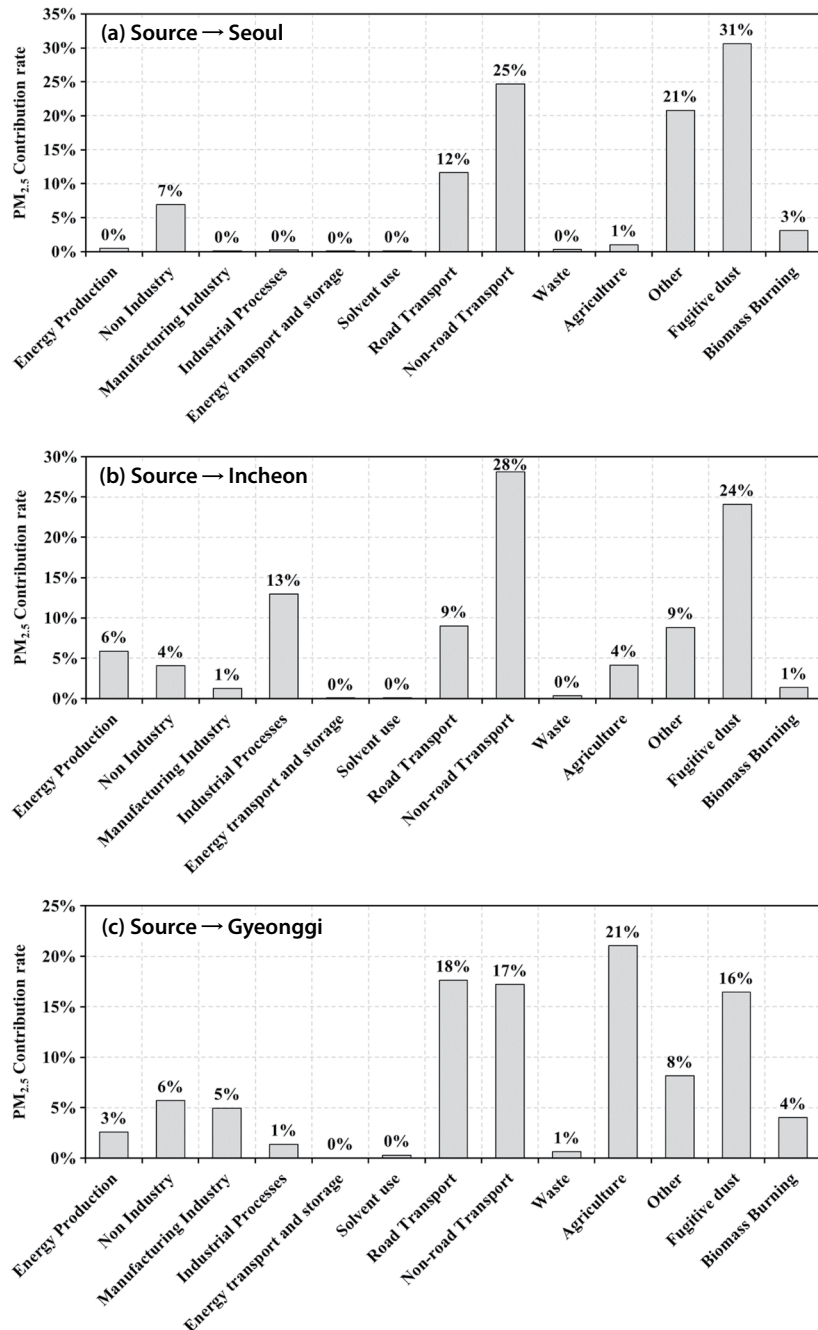 (a) Source → Seoul
PM2.5 Contribution rate
35%
30%
25%
20%
15%
10%
5%
0%
0%
7%
0%
0%
0%
0%
12%
25%
0%
1%
21%
31%
3%
Energy Production
Non Industry
Manufacturing Industry
Industrial Processes
Energy transport and storage
Solvent use
Road Transport
Non-road Transport
Waste
Agriculture
Other
Fugitive dust
Biomass Burning
(b) Source → Incheon
PM2.5 Contribution rate
30%
25%
20%
15%
10%
5%
0%
6%
4%
1%
13%
0%
0%
9%
28%
0%
4%
9%
24%
1%
Energy Production
Non Industry
Manufacturing Industry
Industrial Processes
Energy transport and storage
Solvent use
Road Transport
Non-road Transport
Waste
Agriculture
Other
Fugitive dust
Biomass Burning
(c) Source → Gyeonggi
PM2.5 Contribution rate
25%
20%
15%
10%
5%
0%
3%
6%
5%
1%
0%
0%
18%
17%
1%
21%
8%
16%
4%
Energy Production
Non Industry
Manufacturing Industry
Industrial Processes
Energy transport and storage
Solvent use
Road Transport
Non-road Transport
Waste
Agriculture
Other
Fugitive dust
Biomass Burning